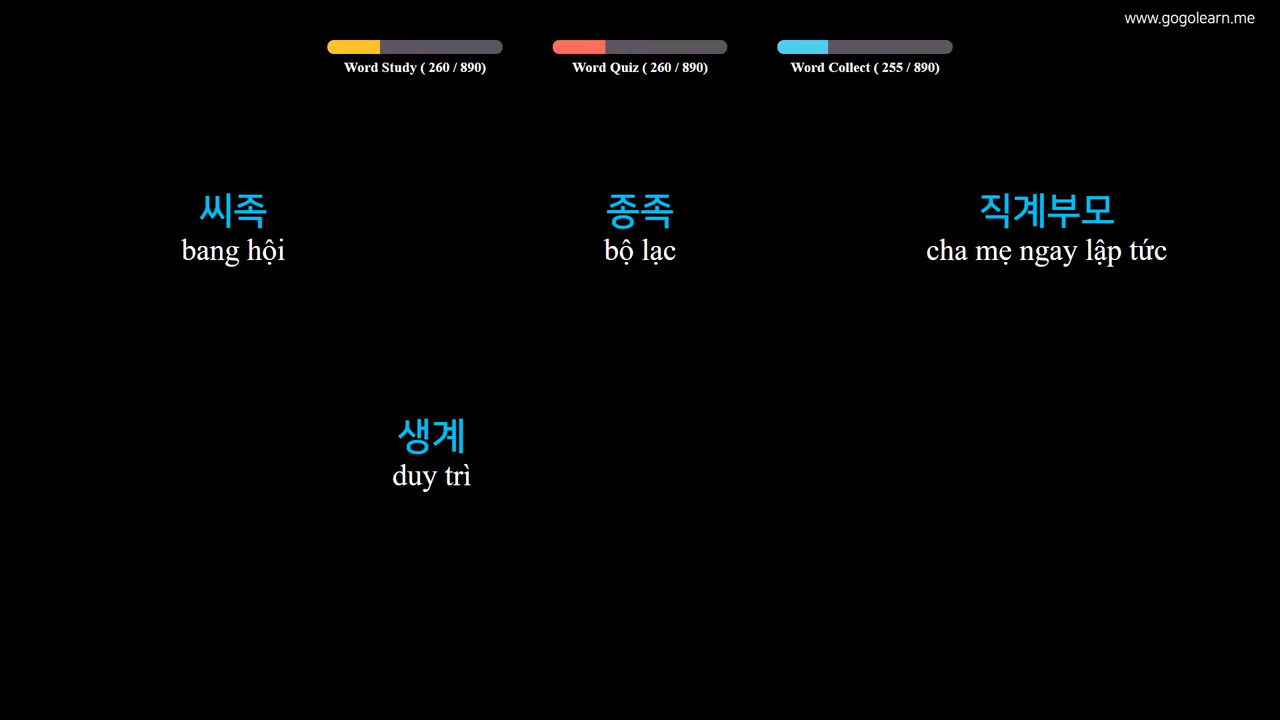 www.gogolearn.me
Word Study ( 260 / 890)
Word Quiz ( 260 / 890)
Word Collect ( 255 / 890)
씨족
bang hội
종족
bộ lạc
직계부모
cha mẹ ngay lập tức
생계
duy trì